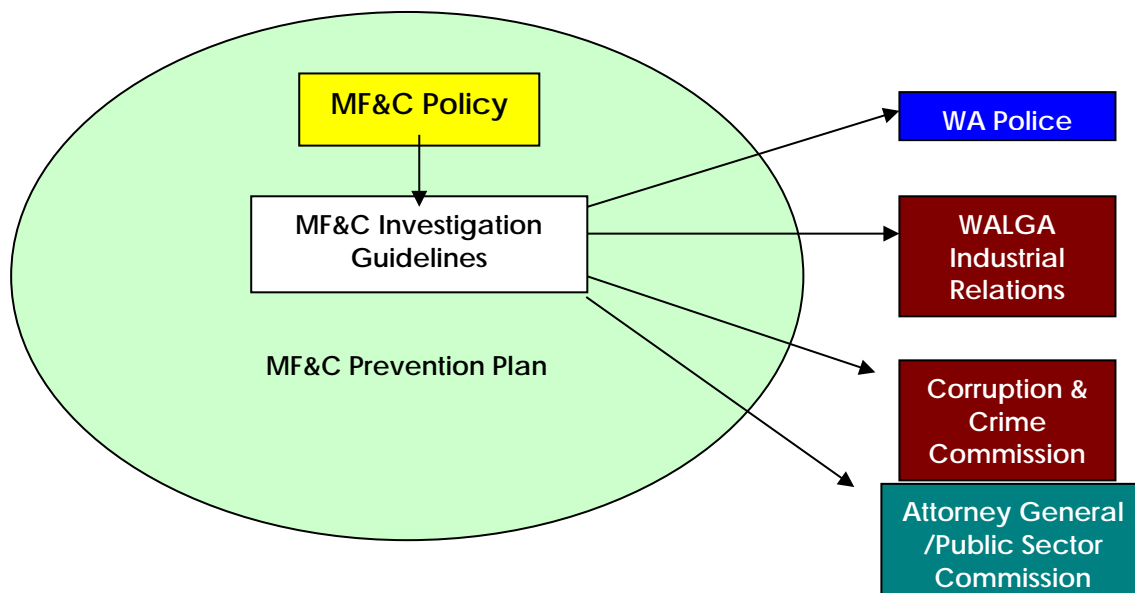 MF&C Policy
MF&C Investigation
Guidelines
MF&C Prevention Plan
WA Police
WALGA
Industrial
Relations
Corruption &
Crime
Commission
Attorney General
/Public Sector
Commission